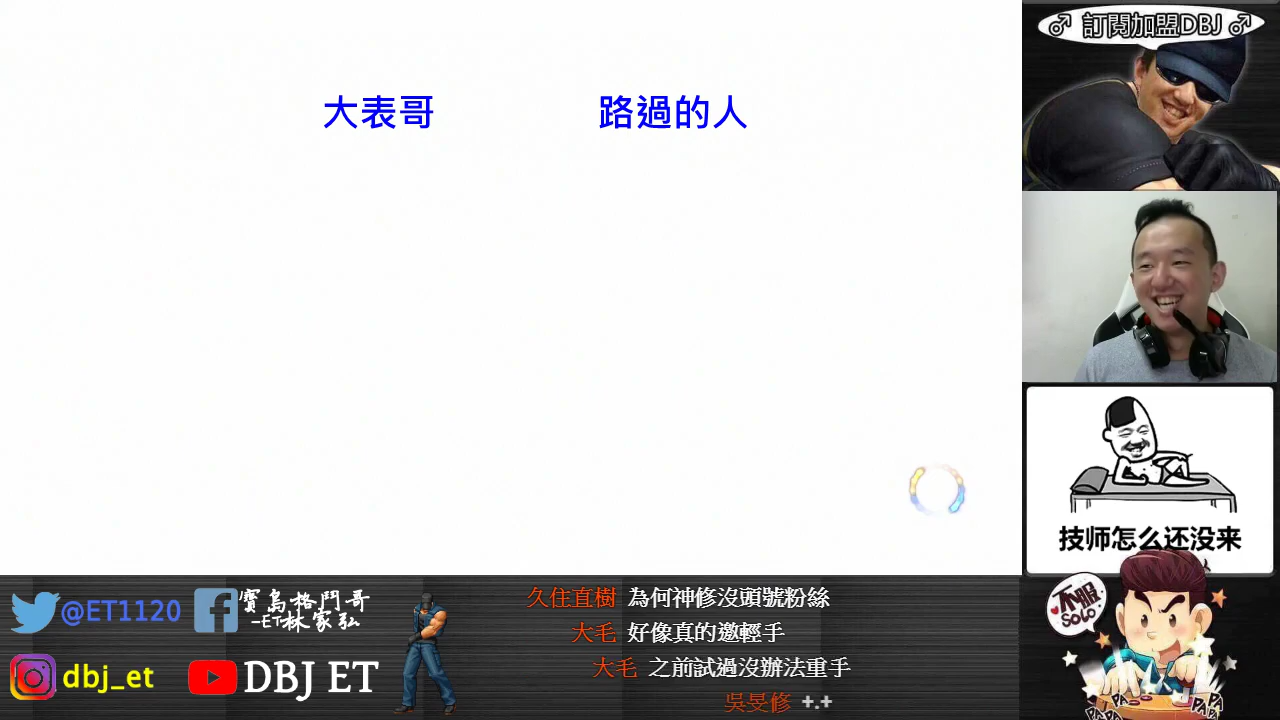 大表哥 路過的人
♂ 訂閱加盟DBJ ♂
技师怎么还没来
@ET1120
寶島格鬥哥
-ET林家弘
dbj_et
DBJ ET
久住直樹 為何神修沒頭號粉絲
大毛 好像真的邀輕手
大毛 之前試過沒辦法重手
吳旻修 +.+
不服
SOLO
PAPA
PAPA